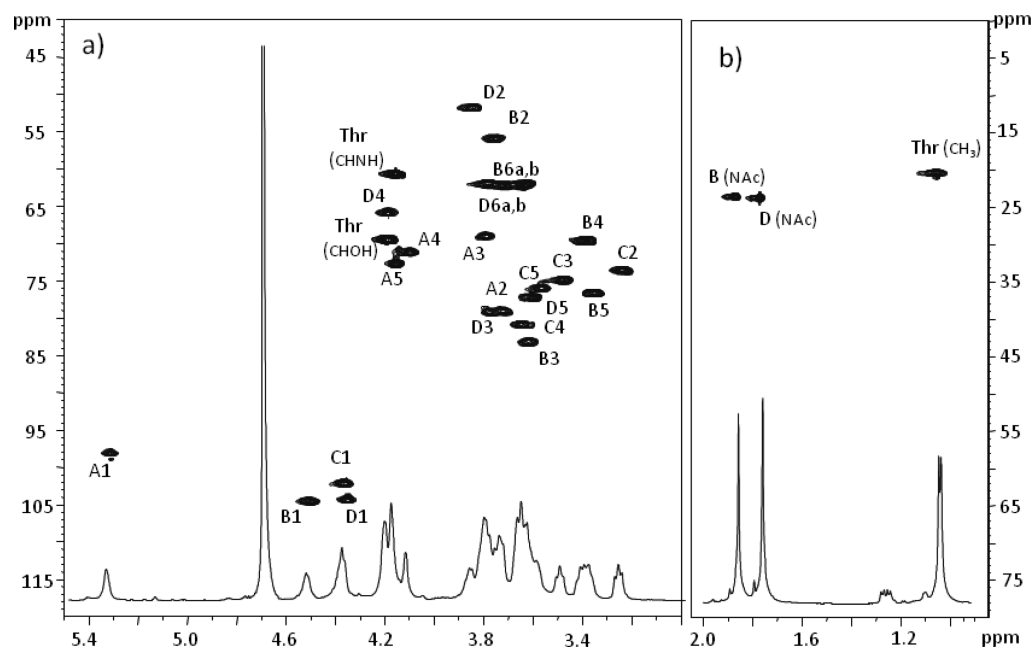 ppm
a)
b)
ppm
45
55
65
75
85
95
105
115
D2
B2
Thr
(CHNH)
B6a,b
D6a,b
D4
Thr
(CHOH)
A4
A3
A5
B4
C3
C2
C5
A2
D5
B5
D3
C4
B3
A1
C1
B1
D1
5.4
4.6
4.2
3.8
3.4
Thr (CH3)
B (NAc)
D (NAc)
5
15
25
35
45
55
65
75
2.0
1.6
1.2
ppm